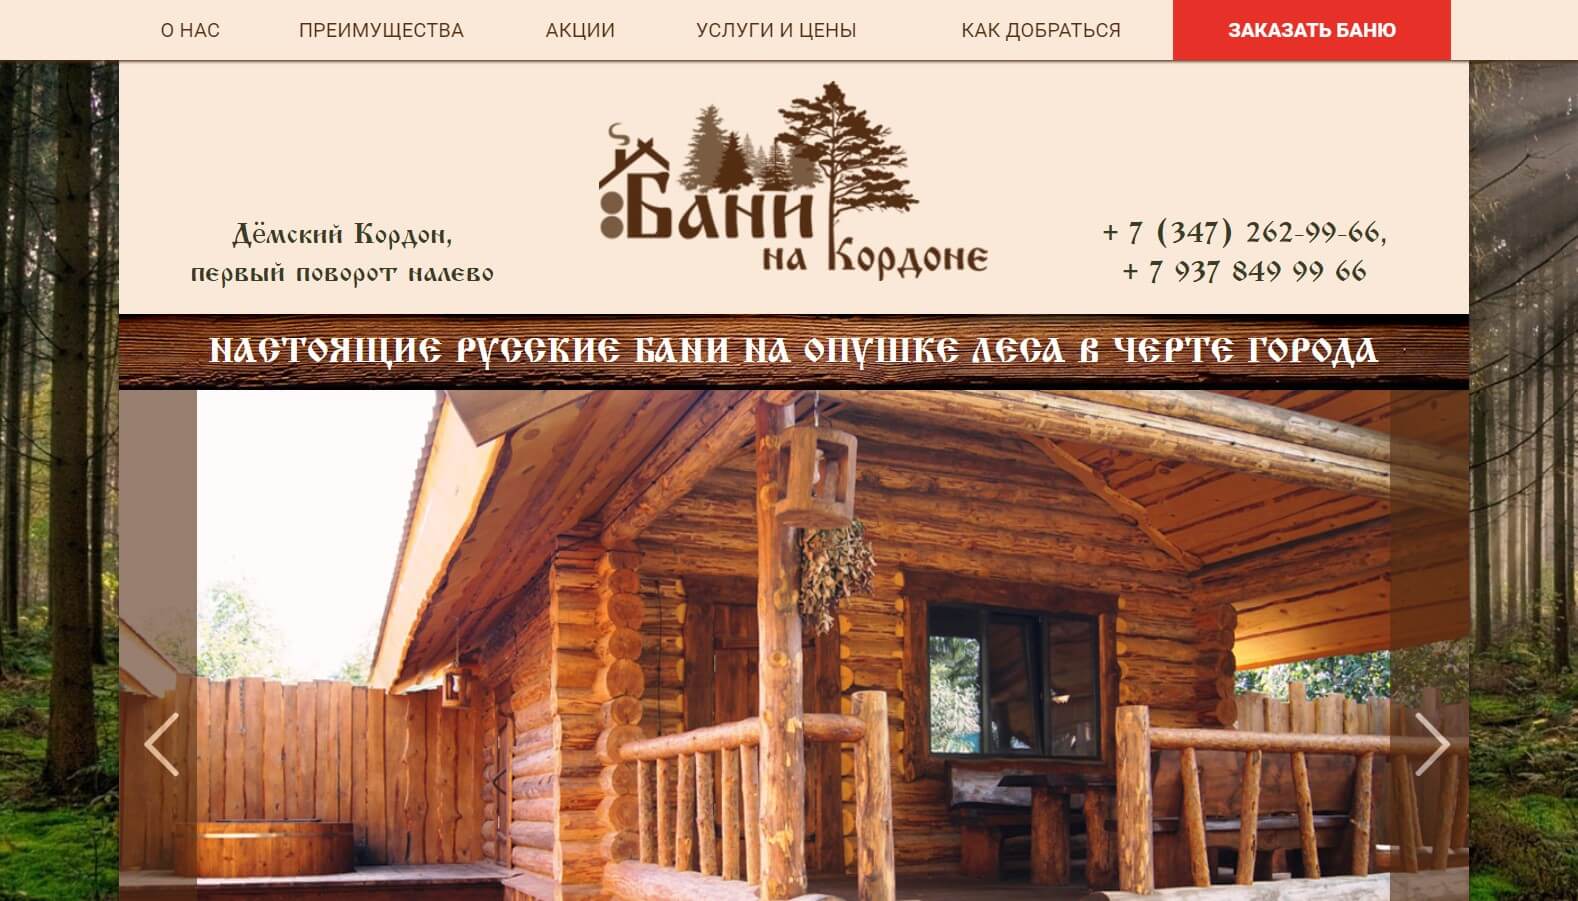 О НАС
ПРЕИМУЩЕСТВА
АКЦИИ
УСЛУГИ И ЦЕНЫ
КАК ДОБРАТЬСЯ
ЗАКАЗАТЬ БАНЮ
Дёмский Кордон,
первый поворот налево
Бани
на Кордоне
+ 7 (347) 262-99-66,
+ 7 937 849 99 66
НАСТОЯЩИЕ РУССКИЕ БАНИ НА ОПУШКЕ ЛЕСА В ЧЕРТЕ ГОРОДА